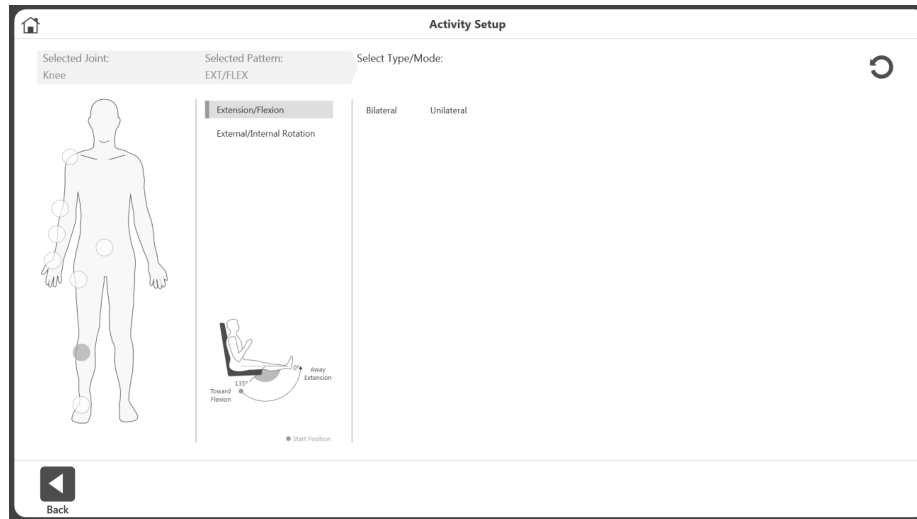 Activity Setup
Selected Joint:
Knee
Selected Pattern:
EXT/FLEX
Select Type/Mode:
Extension/Flexion
External/Internal Rotation
Bilateral
Unilateral
0°
Away
Extension
135°
Toward
Flexion
Start Position
Back